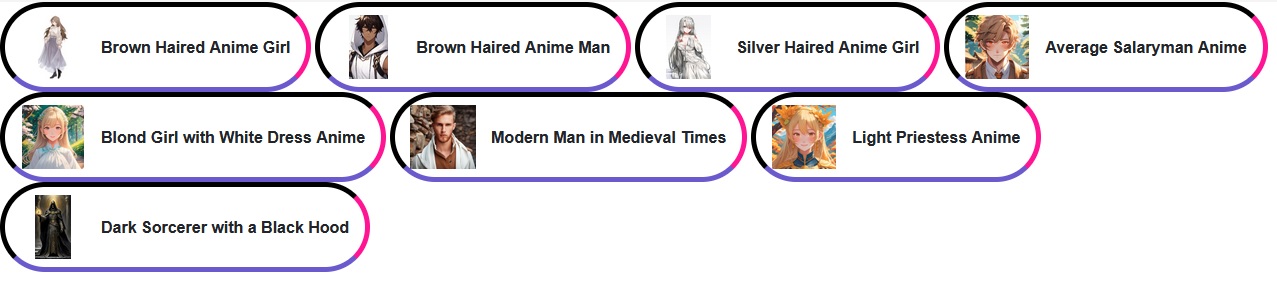 Brown Haired Anime Girl
Brown Haired Anime Man
Silver Haired Anime Girl
Average Salaryman Anime
Blond Girl with White Dress Anime
Modern Man in Medieval Times
Light Priestess Anime
Dark Sorcerer with a Black Hood